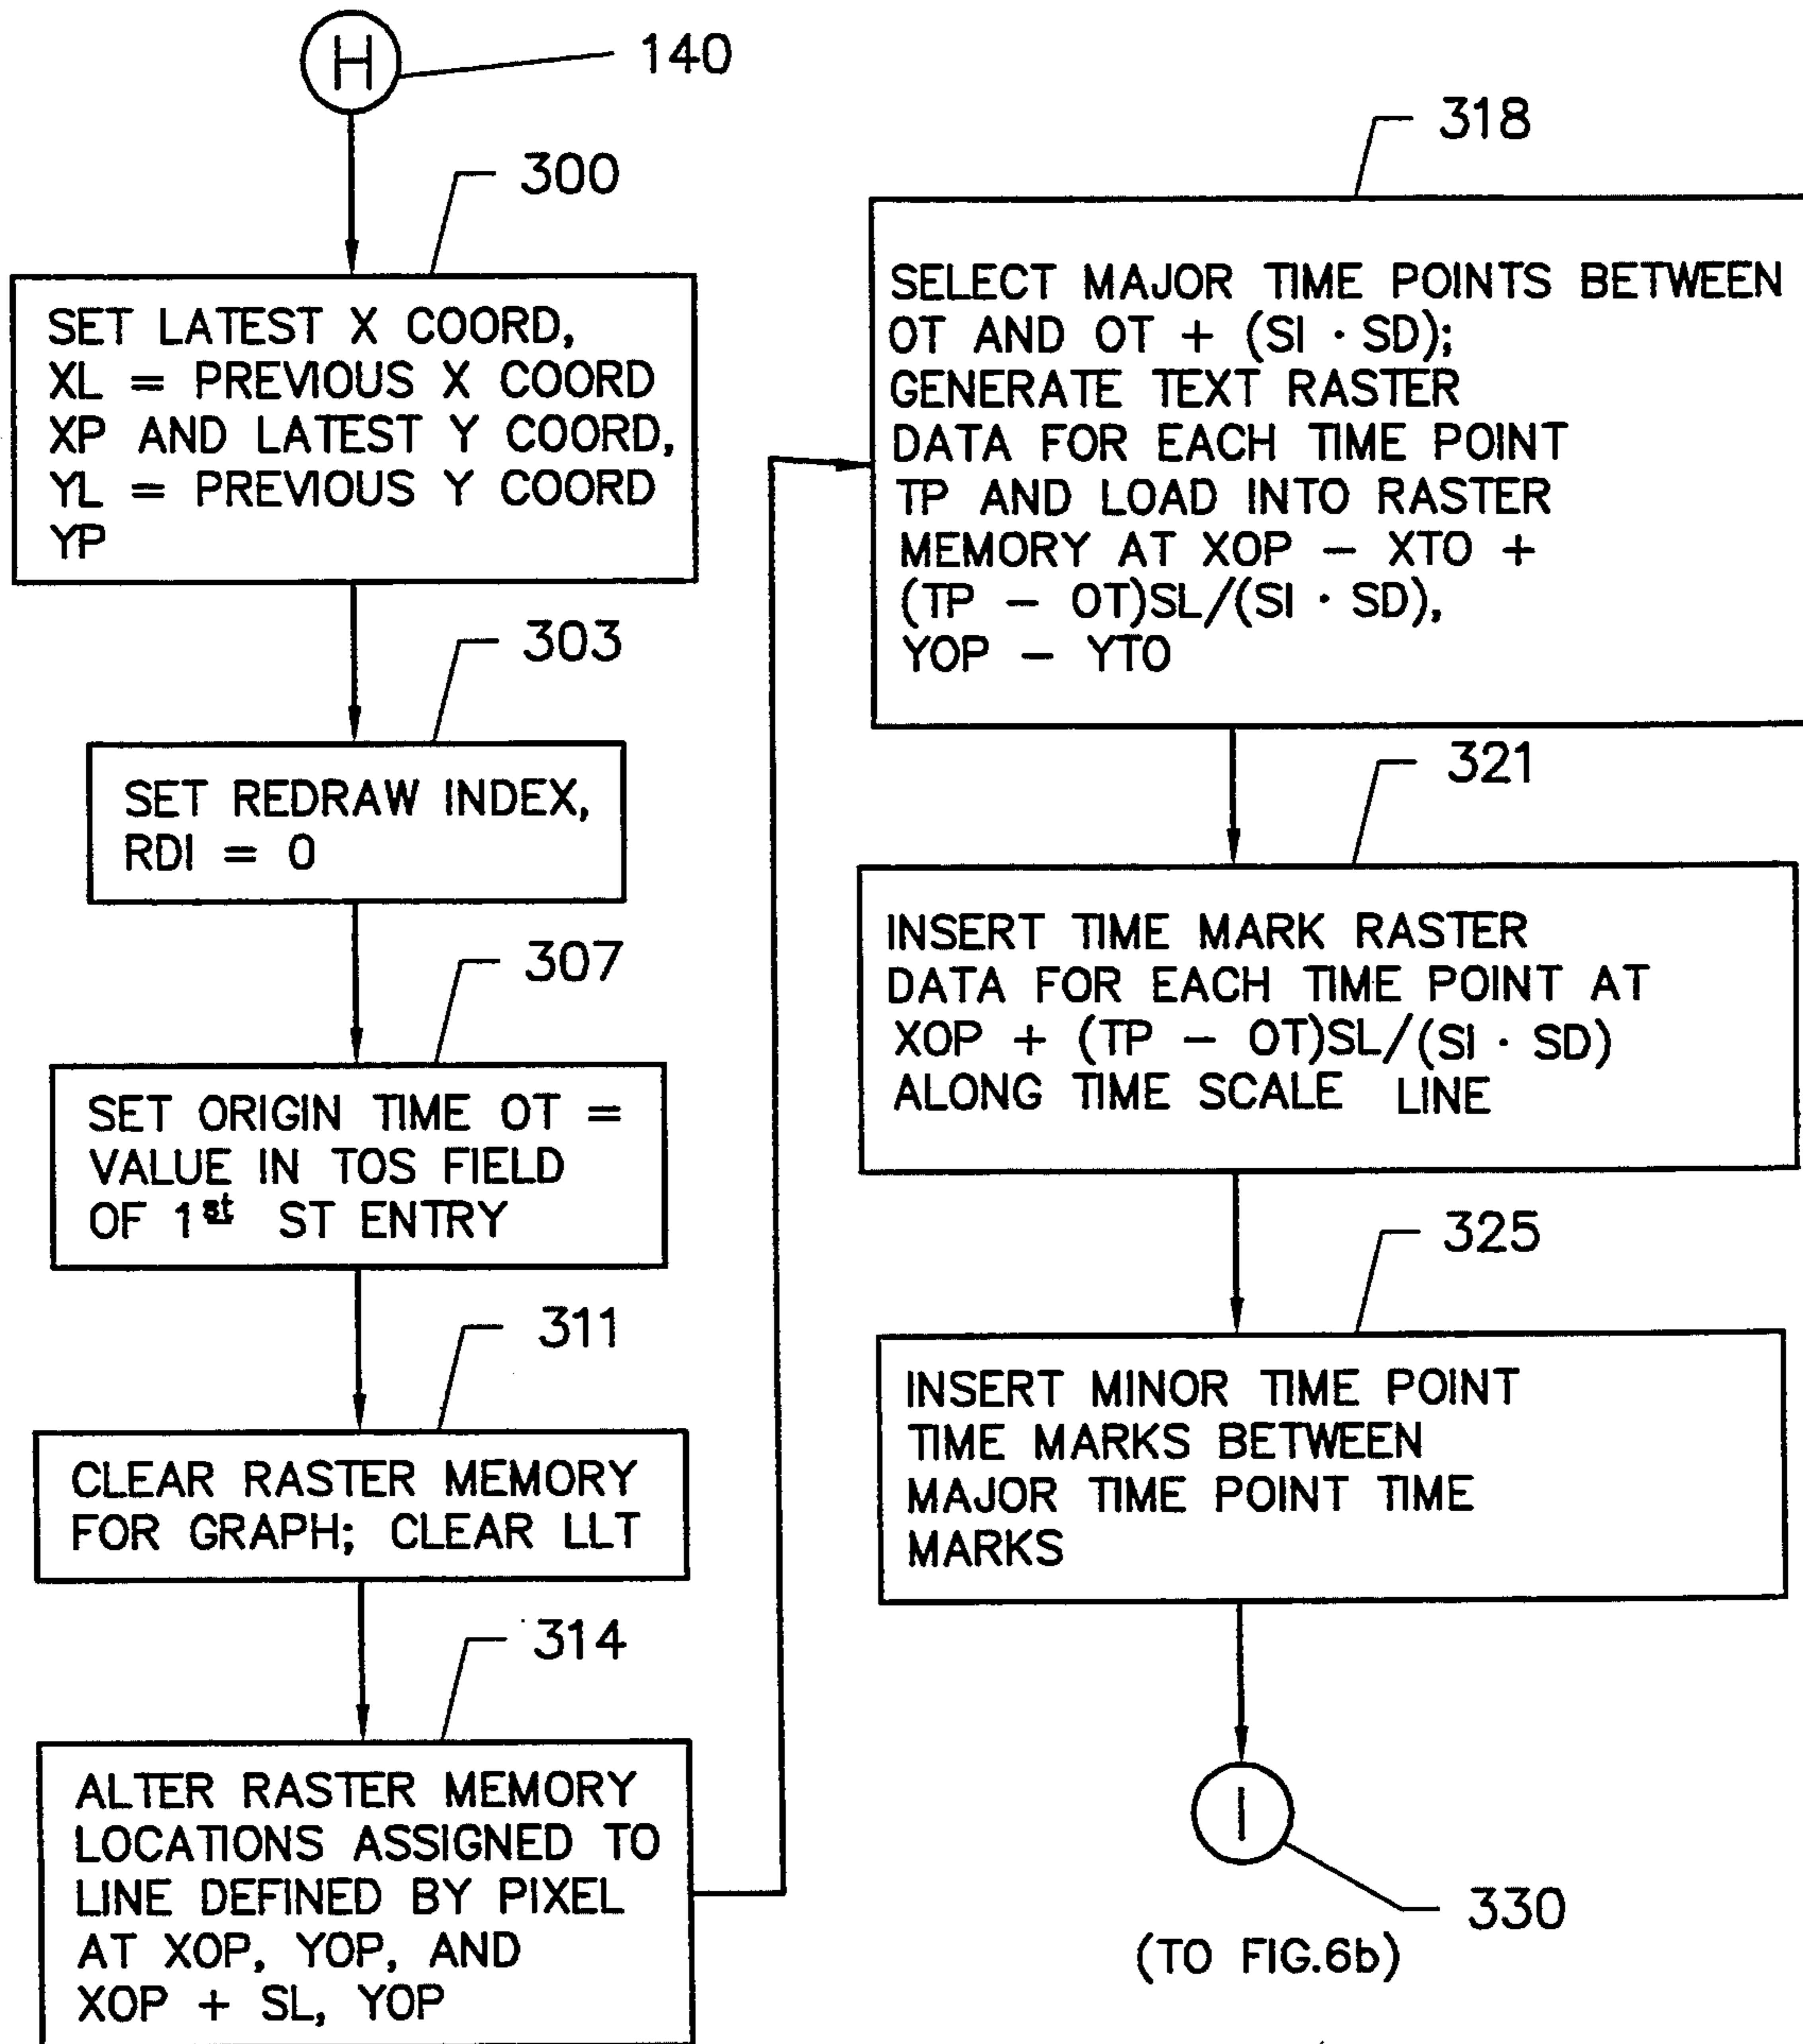 H
140
300
SET LATEST X COORD,
XL = PREVIOUS X COORD
XP AND LATEST Y COORD,
YL = PREVIOUS Y COORD
YP
303
SET REDRAW INDEX,
RDI = 0
307
SET ORIGIN TIME OT =
VALUE IN TOS FIELD
OF 1st ST ENTRY
311
CLEAR RASTER MEMORY
FOR GRAPH; CLEAR LLT
314
ALTER RASTER MEMORY
LOCATIONS ASSIGNED TO
LINE DEFINED BY PIXEL
AT XOP, YOP, AND
XOP + SL, YOP
318
SELECT MAJOR TIME POINTS BETWEEN
OT AND OT + (SI · SD);
GENERATE TEXT RASTER
DATA FOR EACH TIME POINT
TP AND LOAD INTO RASTER
MEMORY AT XOP – XTO +
(TP – OT)SL/(SI · SD),
YOP – YTO
321
INSERT TIME MARK RASTER
DATA FOR EACH TIME POINT AT
XOP + (TP – OT)SL/(SI · SD)
ALONG TIME SCALE LINE
325
INSERT MINOR TIME POINT
TIME MARKS BETWEEN
MAJOR TIME POINT TIME
MARKS
I
330
(TO FIG.6b)